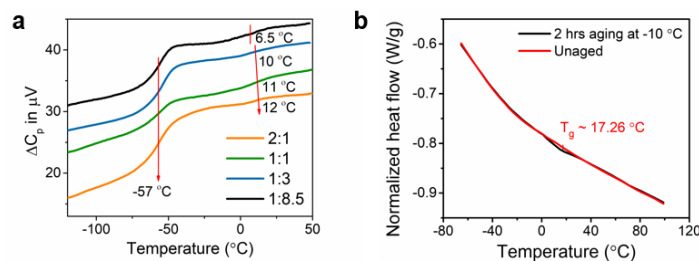 a
ΔCp in μV
40
30
20
6.5 °C
10 °C
11 °C
12 °C
-57 °C
2:1
1:1
1:3
1:8.5
-100
-50
0
50
Temperature (°C)
b
Normalized heat flow (W/g)
-0.6
-0.7
-0.8
-0.9
2 hrs aging at -10 °C
Unaged
Tg ~ 17.26 °C
-80
-40
0
40
80
120
Temperature (°C)